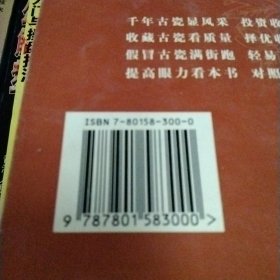 千年古瓷显风采 投资收
收藏古瓷看质量 择优收
假冒古瓷满街跑 轻易
提高眼力看本书 对照
ISBN 7-80158-300-0
9 787801 583000 >